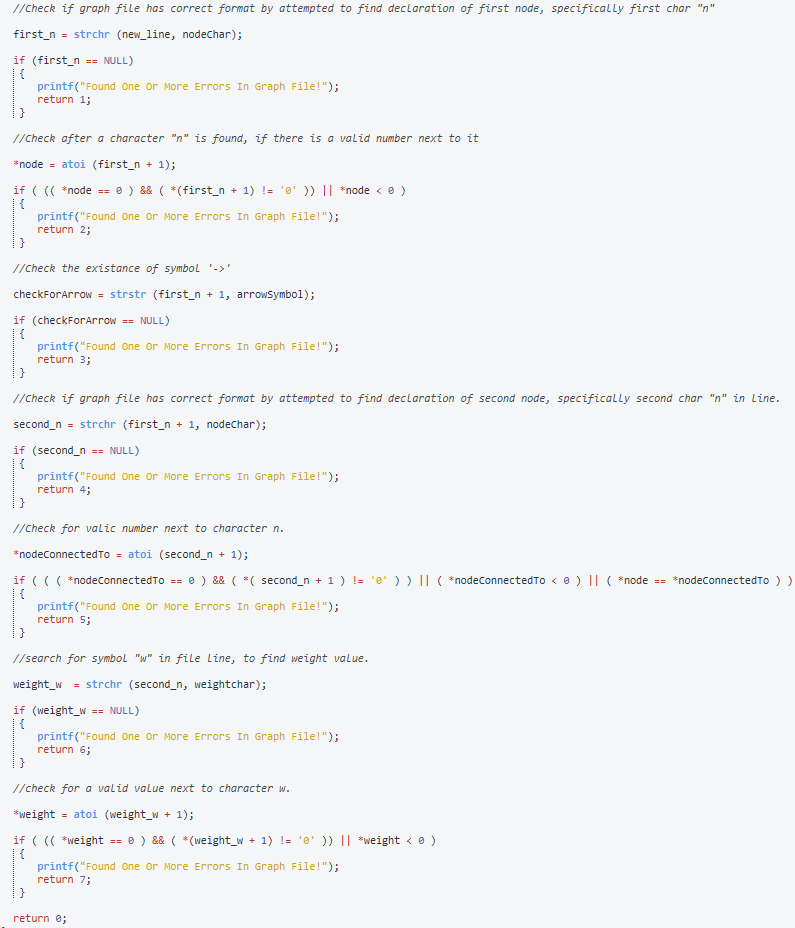 //Check if graph file has correct format by attempted to find declaration of first node, specifically first char "n"
first_n = strchr (new_line, nodeChar);
if (first_n == NULL)
{
printf("Found One Or More Errors In Graph File!");
return 1;
}
//Check after a character "n" is found, if there is a valid number next to it
*node = atoi (first_n + 1);
if ( (( *node == 0 ) && ( *(first_n + 1) != '0' )) || *node < 0 )
{
printf("Found One Or More Errors In Graph File!");
return 2;
}
//Check the existance of symbol '->'
checkForArrow = strstr (first_n + 1, arrowSymbol);
if (checkForArrow == NULL)
{
printf("Found One Or More Errors In Graph File!");
return 3;
}
//Check if graph file has correct format by attempted to find declaration of second node, specifically second char "n" in line.
second_n = strchr (first_n + 1, nodeChar);
if (second_n == NULL)
{
printf("Found One Or More Errors In Graph File!");
return 4;
}
//Check for valic number next to character n.
*nodeConnectedTo = atoi (second_n + 1);
if ( ( ( *nodeConnectedTo == 0 ) && ( *( second_n + 1 ) != '0' ) ) || ( *nodeConnectedTo < 0 ) || ( *node == *nodeConnectedTo ) )
{
printf("Found One Or More Errors In Graph File!");
return 5;
}
//search for symbol "w" in file line, to find weight value.
weight_w  = strchr (second_n, weightchar);
if (weight_w == NULL)
{
printf("Found One Or More Errors In Graph File!");
return 6;
}
//check for a valid value next to character w.
*weight = atoi (weight_w + 1);
if ( (( *weight == 0 ) && ( *(weight_w + 1) != '0' )) || *weight < 0 )
{
printf("Found One Or More Errors In Graph File!");
return 7;
}
return 0;